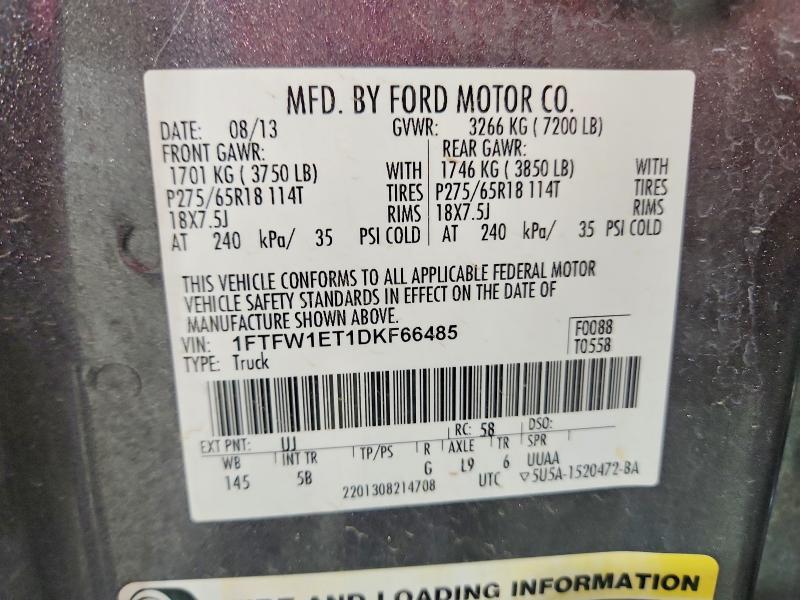 MFD. BY FORD MOTOR CO.
DATE: 08/13 GVWR: 3266 KG ( 7200 LB)
FRONT GAWR: REAR GAWR:
1701 KG ( 3750 LB) WITH 1746 KG ( 3850 LB) WITH
P275/65R18 114T TIRES P275/65R18 114T TIRES
18X7.5J RIMS 18X7.5J RIMS
AT 240 kPa/ 35 PSI COLD AT 240 kPa/ 35 PSI COLD
THIS VEHICLE CONFORMS TO ALL APPLICABLE FEDERAL MOTOR
VEHICLE SAFETY STANDARDS IN EFFECT ON THE DATE OF
MANUFACTURE SHOWN ABOVE.
VIN: 1FTFW1ET1DKF66485 F0088
TYPE: Truck T0558
EXT PNT: UJ RC: 58 DSO:
WB INT TR TP/PS R AXLE TR SPR
145 5B G L9 6 UUAA
2201308214708 UTC ▽5U5A-1520472-BA
AND LOADING INFORMATION